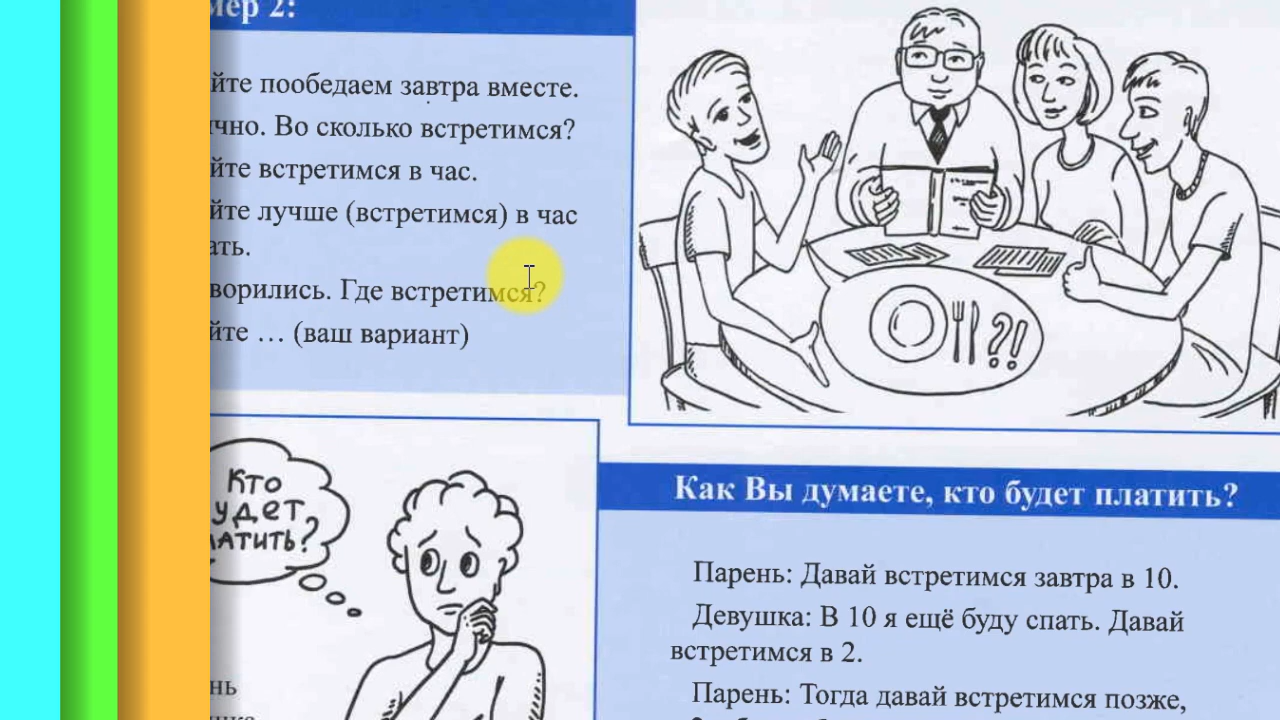 мер 2:
йте пообедаем завтра вместе.
чно. Во сколько встретимся?
йте встретимся в час.
йте лучше (встретимся) в час
ать.
ворились. Где встретимся?
йте … (ваш вариант)
?!
Кто
удет
латить?
Как Вы думаете, кто будет платить?
Парень: Давай встретимся завтра в 10.
Девушка: В 10 я ещё буду спать. Давай
встретимся в 2.
Парень: Тогда давай встретимся позже,
нь